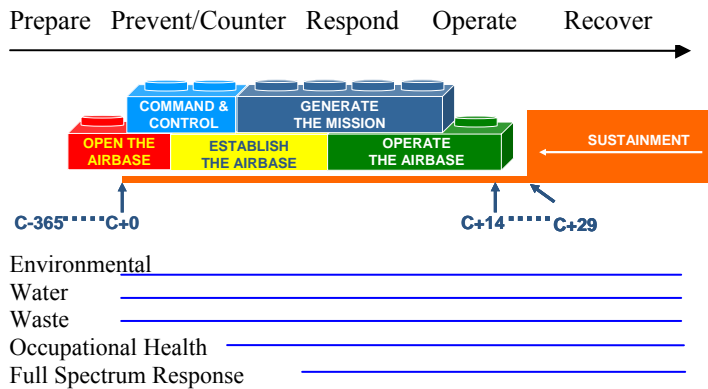 Prepare Prevent/Counter Respond Operate Recover
COMMAND &
CONTROL
GENERATE
THE MISSION
OPEN THE
AIRBASE
ESTABLISH
THE AIRBASE
OPERATE
THE AIRBASE
SUSTAINMENT
C-365 C+0
C+14 C+29
Environmental
Water
Waste
Occupational Health
Full Spectrum Response